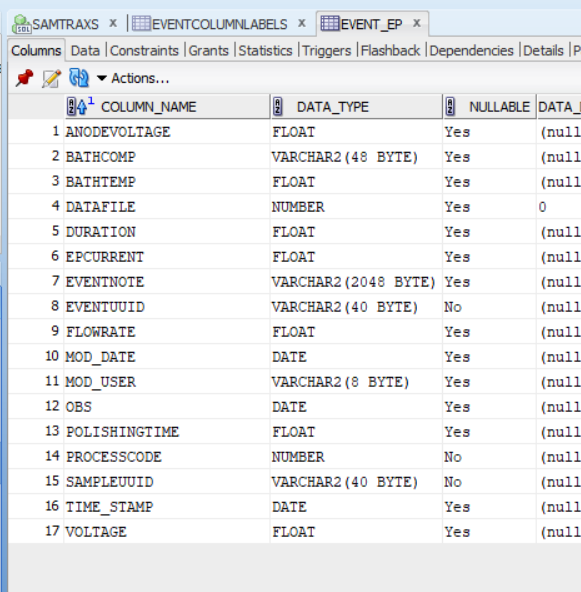 SAMTRAXS x EVENTCOLUMNLABELS x EVENT_EP x
Columns Data |Constraints |Grants |Statistics |Triggers |Flashback |Dependencies |Details |P
Actions...
1 COLUMN_NAME DATA_TYPE NULLABLE DATA_
1 ANODEVOLTAGE FLOAT Yes (null
2 BATHCOMP VARCHAR2(48 BYTE) Yes (null
3 BATHTEMP FLOAT Yes (null
4 DATAFILE NUMBER Yes 0
5 DURATION FLOAT Yes (null
6 EPCURRENT FLOAT Yes (null
7 EVENTNOTE VARCHAR2(2048 BYTE) Yes (null
8 EVENTUUID VARCHAR2(40 BYTE) No (null
9 FLOWRATE FLOAT Yes (null
10 MOD_DATE DATE Yes (null
11 MOD_USER VARCHAR2(8 BYTE) Yes (null
12 OBS DATE Yes (null
13 POLISHINGTIME FLOAT Yes (null
14 PROCESSCODE NUMBER No (null
15 SAMPLEUUID VARCHAR2(40 BYTE) No (null
16 TIME_STAMP DATE Yes (null
17 VOLTAGE FLOAT Yes (null